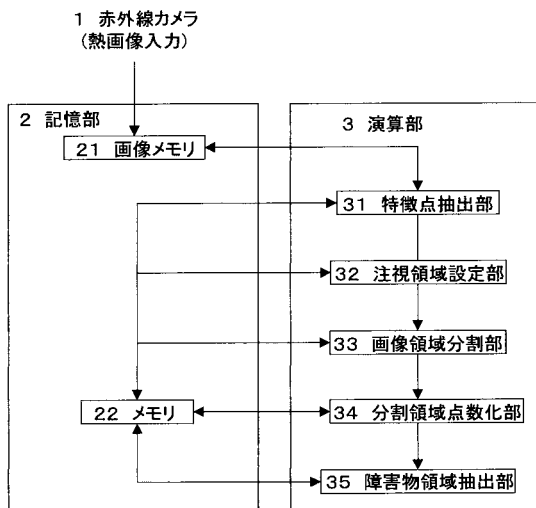 1 赤外線カメラ
(熱画像入力)
2 記憶部
3 演算部
21 画像メモリ
31 特徴点抽出部
32 注視領域設定部
33 画像領域分割部
22 メモリ
34 分割領域点数化部
35 障害物領域抽出部